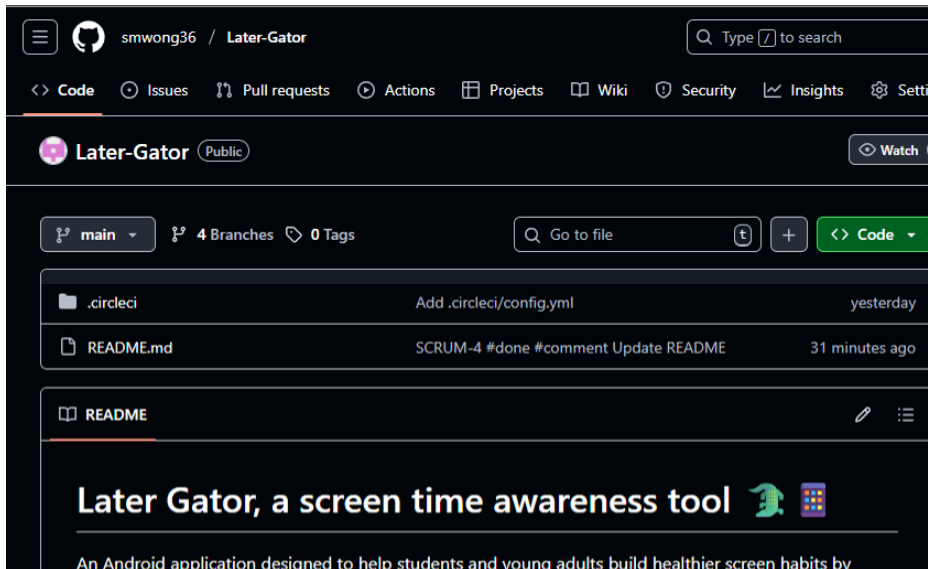 smwong36 / Later-Gator
Type / to search
<> Code Issues Pull requests Actions Projects Wiki Security Insights Setti
Later-Gator Public
Watch
main 4 Branches 0 Tags Go to file t + <> Code
.circleci Add .circleci/config.yml yesterday
README.md SCRUM-4 #done #comment Update README 31 minutes ago
README
Later Gator, a screen time awareness tool 🐊 📱
An Android application designed to help students and young adults build healthier screen habits by